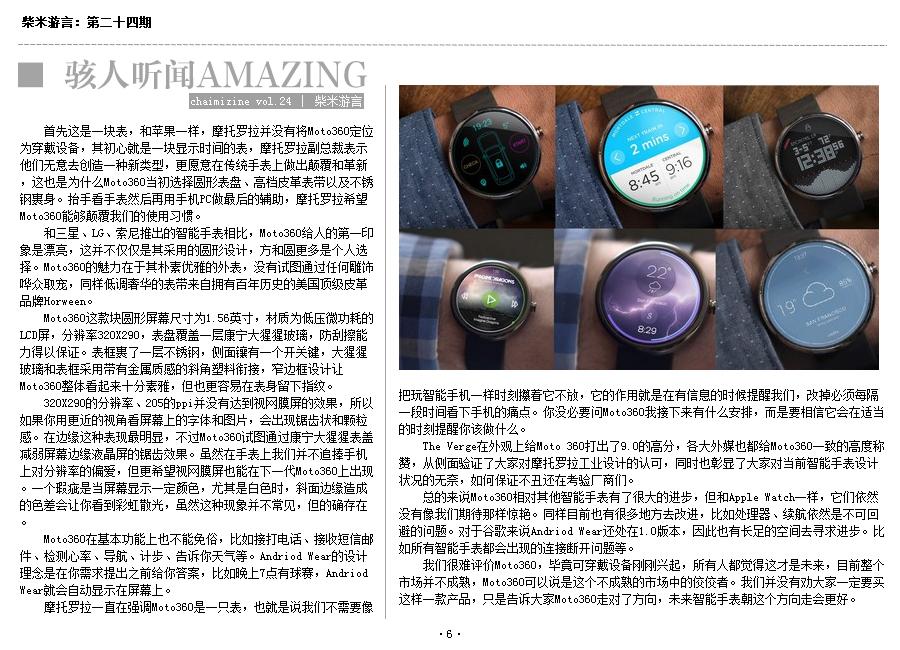 柴米游言：第二十四期
骇人听闻AMAZING
chaimizine vol.24 | 柴米游言
首先这是一块表，和苹果一样，摩托罗拉并没有将Moto360定位
为穿戴设备，其初心就是一块显示时间的表，摩托罗拉副总裁表示
他们无意去创造一种新类型，更愿意在传统手表上做出颠覆和革新
，这也是为什么Moto360当初选择圆形表盘、高档皮革表带以及不锈
钢裹身。抬手看手表然后再用手机PC做最后的辅助，摩托罗拉希望
Moto360能够颠覆我们的使用习惯。
和三星、LG、索尼推出的智能手表相比，Moto360给人的第一印
象是漂亮，这并不仅仅是其采用的圆形设计，方和圆更多是个人选
择。Moto360的魅力在于其朴素优雅的外表，没有试图通过任何雕饰
哗众取宠，同样低调奢华的表带来自拥有百年历史的美国顶级皮革
品牌Horween。
Moto360这款块圆形屏幕尺寸为1.56英寸，材质为低压微功耗的
LCD屏，分辨率320X290，表盘覆盖一层康宁大猩猩玻璃，防刮擦能
力得以保证。表框裹了一层不锈钢，侧面镶有一个开关键，大猩猩
玻璃和表框采用带有金属质感的斜角塑料衔接，窄边框设计让
Moto360整体看起来十分素雅，但也更容易在表身留下指纹。
320X290的分辨率、205的ppi并没有达到视网膜屏的效果，所以
如果你用更近的视角看屏幕上的字体和图片，会出现锯齿状和颗粒
感。在边缘这种表现最明显，不过Moto360试图通过康宁大猩猩表盖
减弱屏幕边缘液晶屏的锯齿效果。虽然在手表上我们并不追捧手机
上对分辨率的偏爱，但更希望视网膜屏也能在下一代Moto360上出现
。一个瑕疵是当屏幕显示一定颜色，尤其是白色时，斜面边缘造成
的色差会让你看到彩虹散光，虽然这种现象并不常见，但的确存在
。
Moto360在基本功能上也不能免俗，比如接打电话、接收短信邮
件、检测心率、导航、计步、告诉你天气等。Andriod Wear的设计
理念是在你需求提出之前给你答案，比如晚上7点有球赛，Andriod
Wear就会自动显示在屏幕上。
摩托罗拉一直在强调Moto360是一只表，也就是说我们不需要像
19:23
5°
CHECK
START
MORTDALE ⇄ CENTRAL
NEXT TRAIN IN
2 mins
MORTDALE
CENTRAL
8:45
9:16
Running on time
3-5°
72°
12:38
56
IMAGINE DRAGONS
22°
8:29
19:27
19°
85%
SAN FRANCISCO
把玩智能手机一样时刻攥着它不放，它的作用就是在有信息的时候提醒我们，改掉必须每隔
一段时间看下手机的痛点。你没必要问Moto360我接下来有什么安排，而是要相信它会在适当
的时刻提醒你该做什么。
The Verge在外观上给Moto 360打出了9.0的高分，各大外媒也都给Moto360一致的高度称
赞，从侧面验证了大家对摩托罗拉工业设计的认可，同时也彰显了大家对当前智能手表设计
状况的无奈，如何保证不丑还在考验厂商们。
总的来说Moto360相对其他智能手表有了很大的进步，但和Apple Watch一样，它们依然
没有像我们期待那样惊艳。同样目前也有很多地方去改进，比如处理器、续航依然是不可回
避的问题。对于谷歌来说Andriod Wear还处在1.0版本，因此也有长足的空间去寻求进步。比
如所有智能手表都会出现的连接断开问题等。
我们很难评价Moto360，毕竟可穿戴设备刚刚兴起，所有人都觉得这才是未来，目前整个
市场并不成熟，Moto360可以说是这个不成熟的市场中的佼佼者。我们并没有劝大家一定要买
这样一款产品，只是告诉大家Moto360走对了方向，未来智能手表朝这个方向走会更好。
·6·